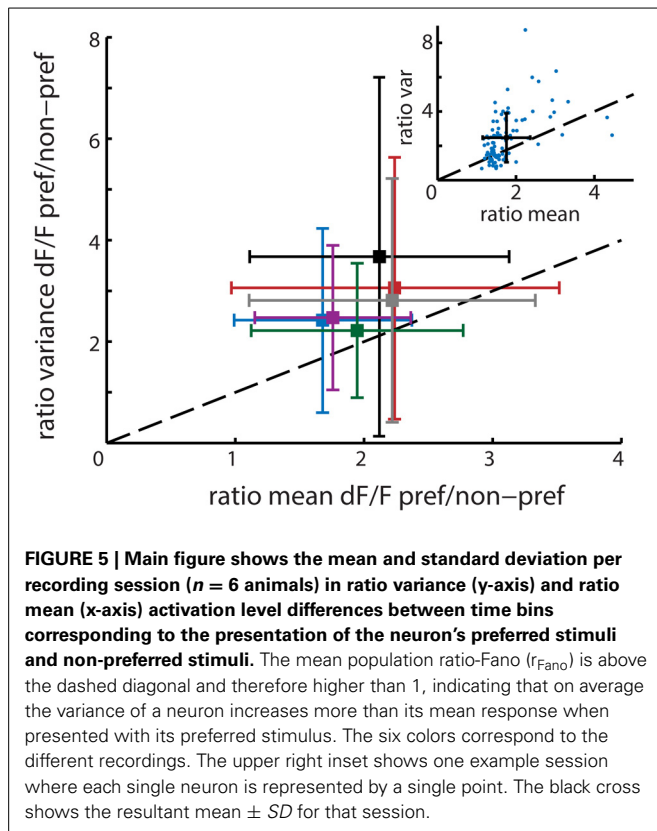 8
6
4
2
0
1
2
3
4
ratio variance dF/F pref/non−pref
ratio mean dF/F pref/non−pref
8
4
0
2
4
ratio var
ratio mean
FIGURE 5 | Main figure shows the mean and standard deviation per
recording session (n = 6 animals) in ratio variance (y-axis) and ratio
mean (x-axis) activation level differences between time bins
corresponding to the presentation of the neuron's preferred stimuli
and non-preferred stimuli. The mean population ratio-Fano (rFano) is above
the dashed diagonal and therefore higher than 1, indicating that on average
the variance of a neuron increases more than its mean response when
presented with its preferred stimulus. The six colors correspond to the
different recordings. The upper right inset shows one example session
where each single neuron is represented by a single point. The black cross
shows the resultant mean ± SD for that session.